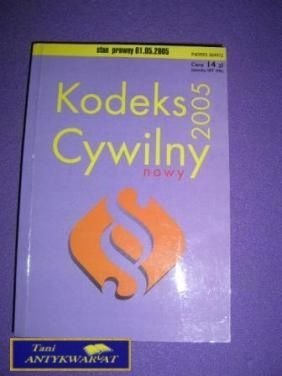 stan prawny 01.05.2005
Cena 14 zł
Kodeks
2005
Cywilny
nowy
§
Tani
ANTYKWARIAT